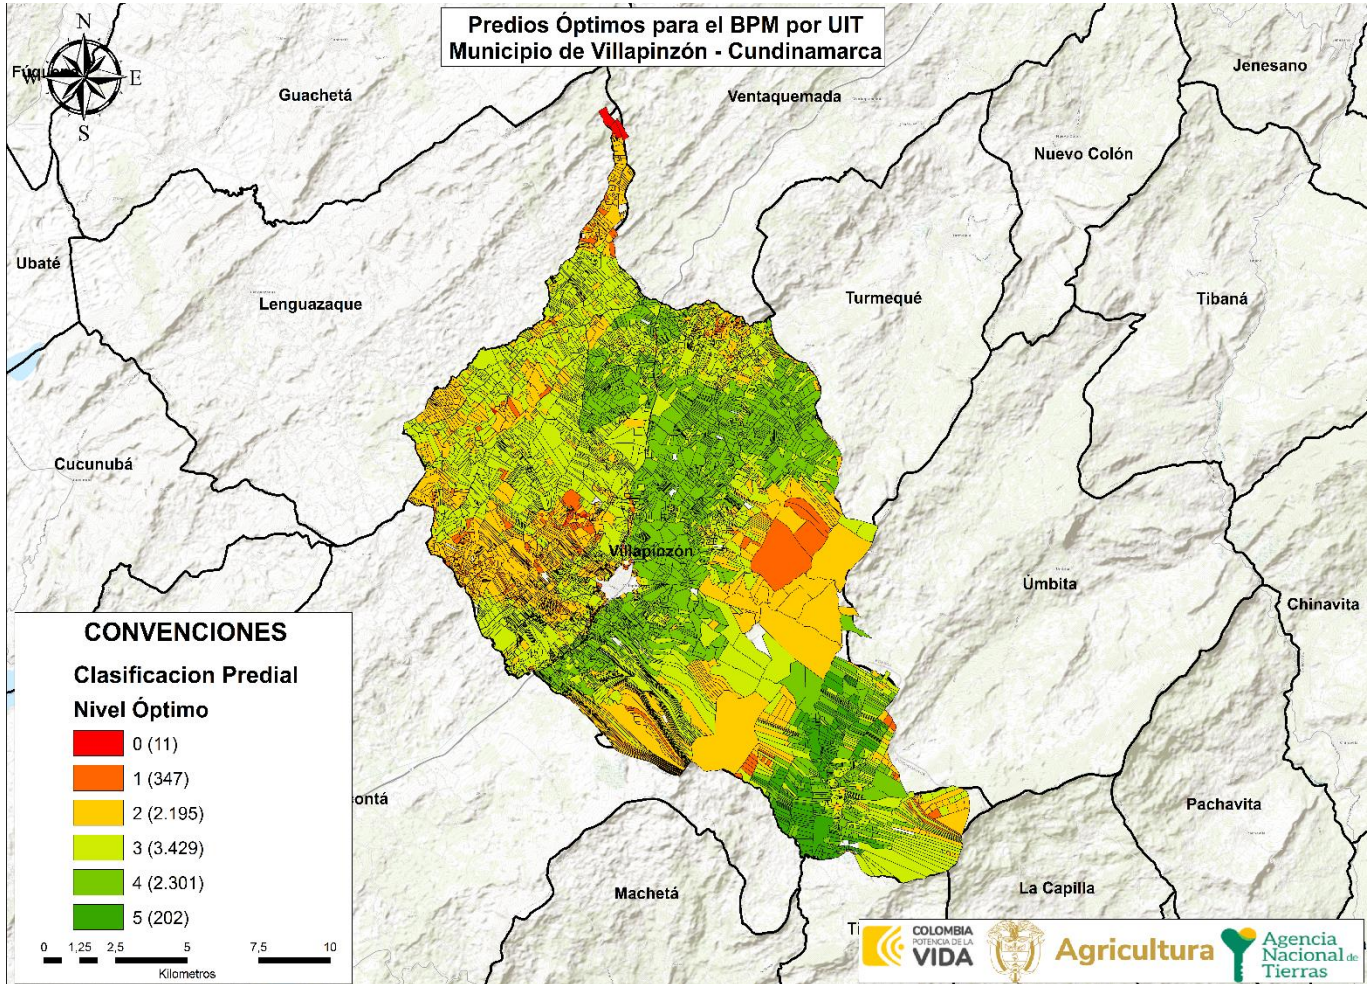 Predios Óptimos para el BPM por UIT
Municipio de Villapinzón - Cundinamarca
N
W
E
S
Guachetá
Ventaquemada
Jenesano
Nuevo Colón
Ubaté
Lenguazaque
Turmequé
Tibaná
Cucunubá
Villapinzón
Úmbita
Chinavita
Pachavita
Machetá
La Capilla
ontá
Ti
CONVENCIONES
Clasificacion Predial
Nivel Óptimo
0 (11)
1 (347)
2 (2.195)
3 (3.429)
4 (2.301)
5 (202)
0 1,25 2,5 5 7,5 10
Kilometros
COLOMBIA
POTENCIA DE LA
VIDA
Agricultura
Agencia
Nacional de
Tierras